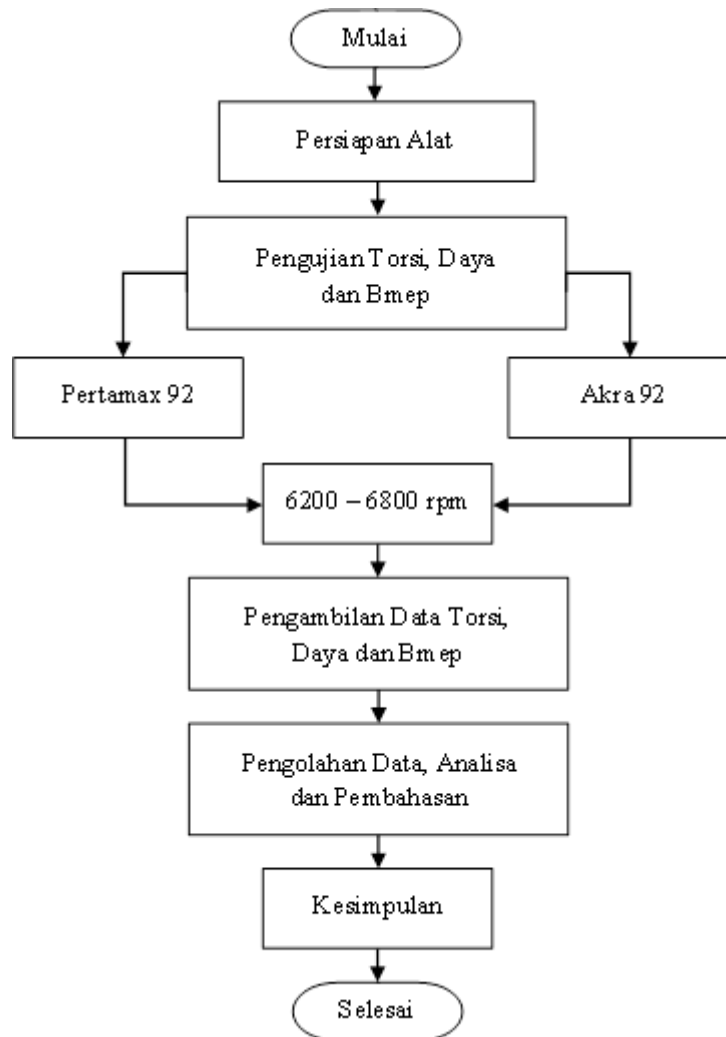 Mulai
Persiapan Alat
Pengujian Torsi, Daya
dan Bmep
Pertamax 92
Akra 92
6200 – 6800 rpm
Pengambilan Data Torsi,
Daya dan Bmep
Pengolahan Data, Analisa
dan Pembahasan
Kesimpulan
Selesai